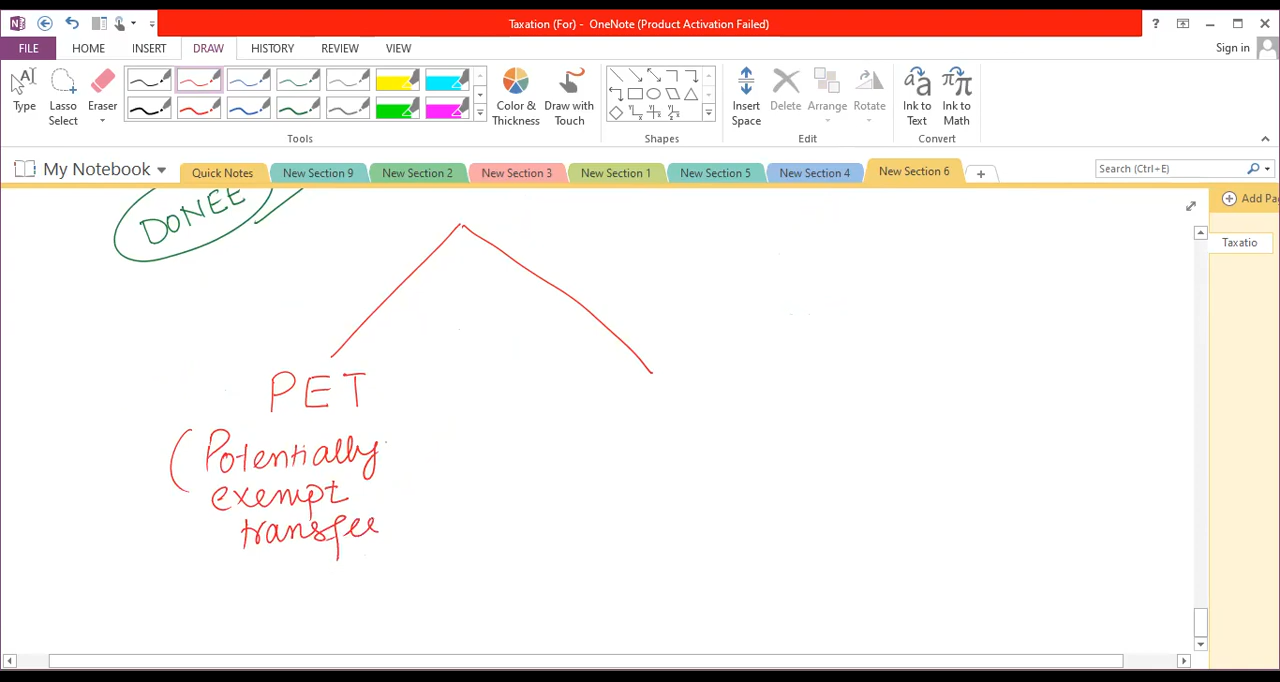 Taxation (For) - OneNote (Product Activation Failed)
FILE HOME INSERT DRAW HISTORY REVIEW VIEW
Sign in
Type
Lasso Select
Eraser
Color & Thickness
Draw with Touch
Insert Space
Delete
Arrange
Rotate
Ink to Text
Ink to Math
Tools
Shapes
Edit
Convert
My Notebook
Quick Notes
New Section 9
New Section 2
New Section 3
New Section 1
New Section 5
New Section 4
New Section 6
Search (Ctrl+E)
Add Pa
Taxatio
DONEE
PET
(Potentially
exempt
transfer